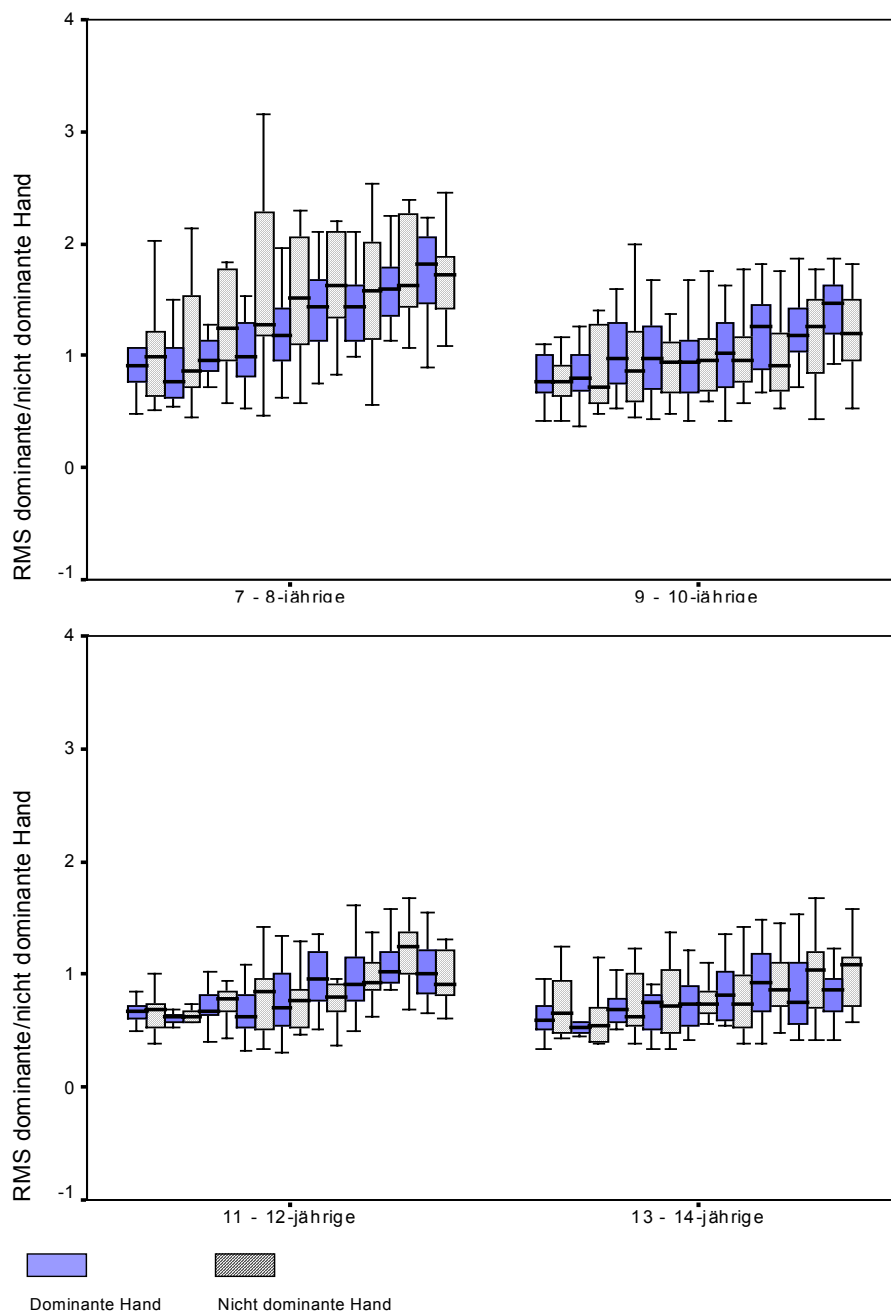 RMS dominante/nicht dominante Hand
4
3
2
1
0
-1
7 - 8-jährige
9 - 10-jährige
RMS dominante/nicht dominante Hand
4
3
2
1
0
-1
11 - 12-jährige
13 - 14-jährige
Dominante Hand
Nicht dominante Hand